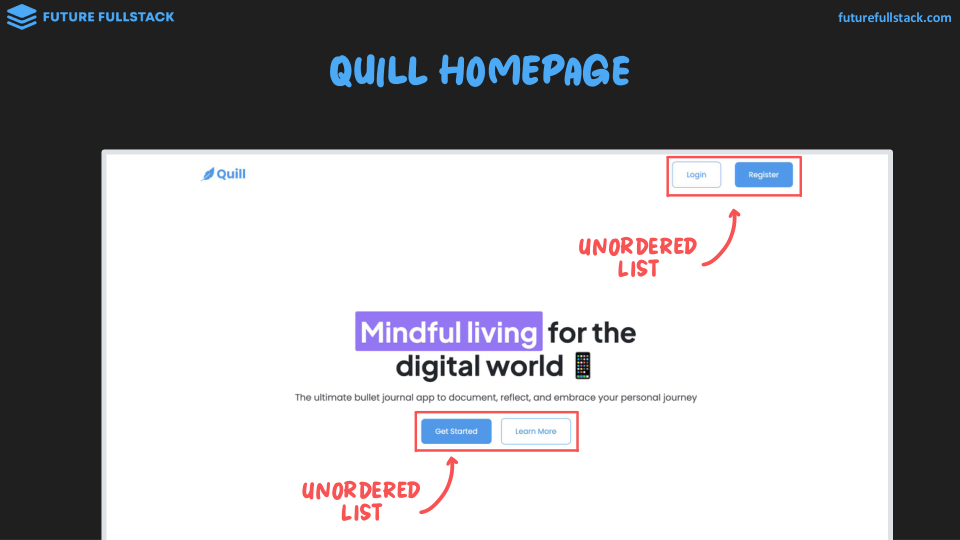 FUTURE FULLSTACK
futurefullstack.com
QUILL HOMEPAGE
Quill
Login
Register
UNORDERED
LIST
Mindful living for the
digital world
The ultimate bullet journal app to document, reflect, and embrace your personal journey
Get Started
Learn More
UNORDERED
LIST